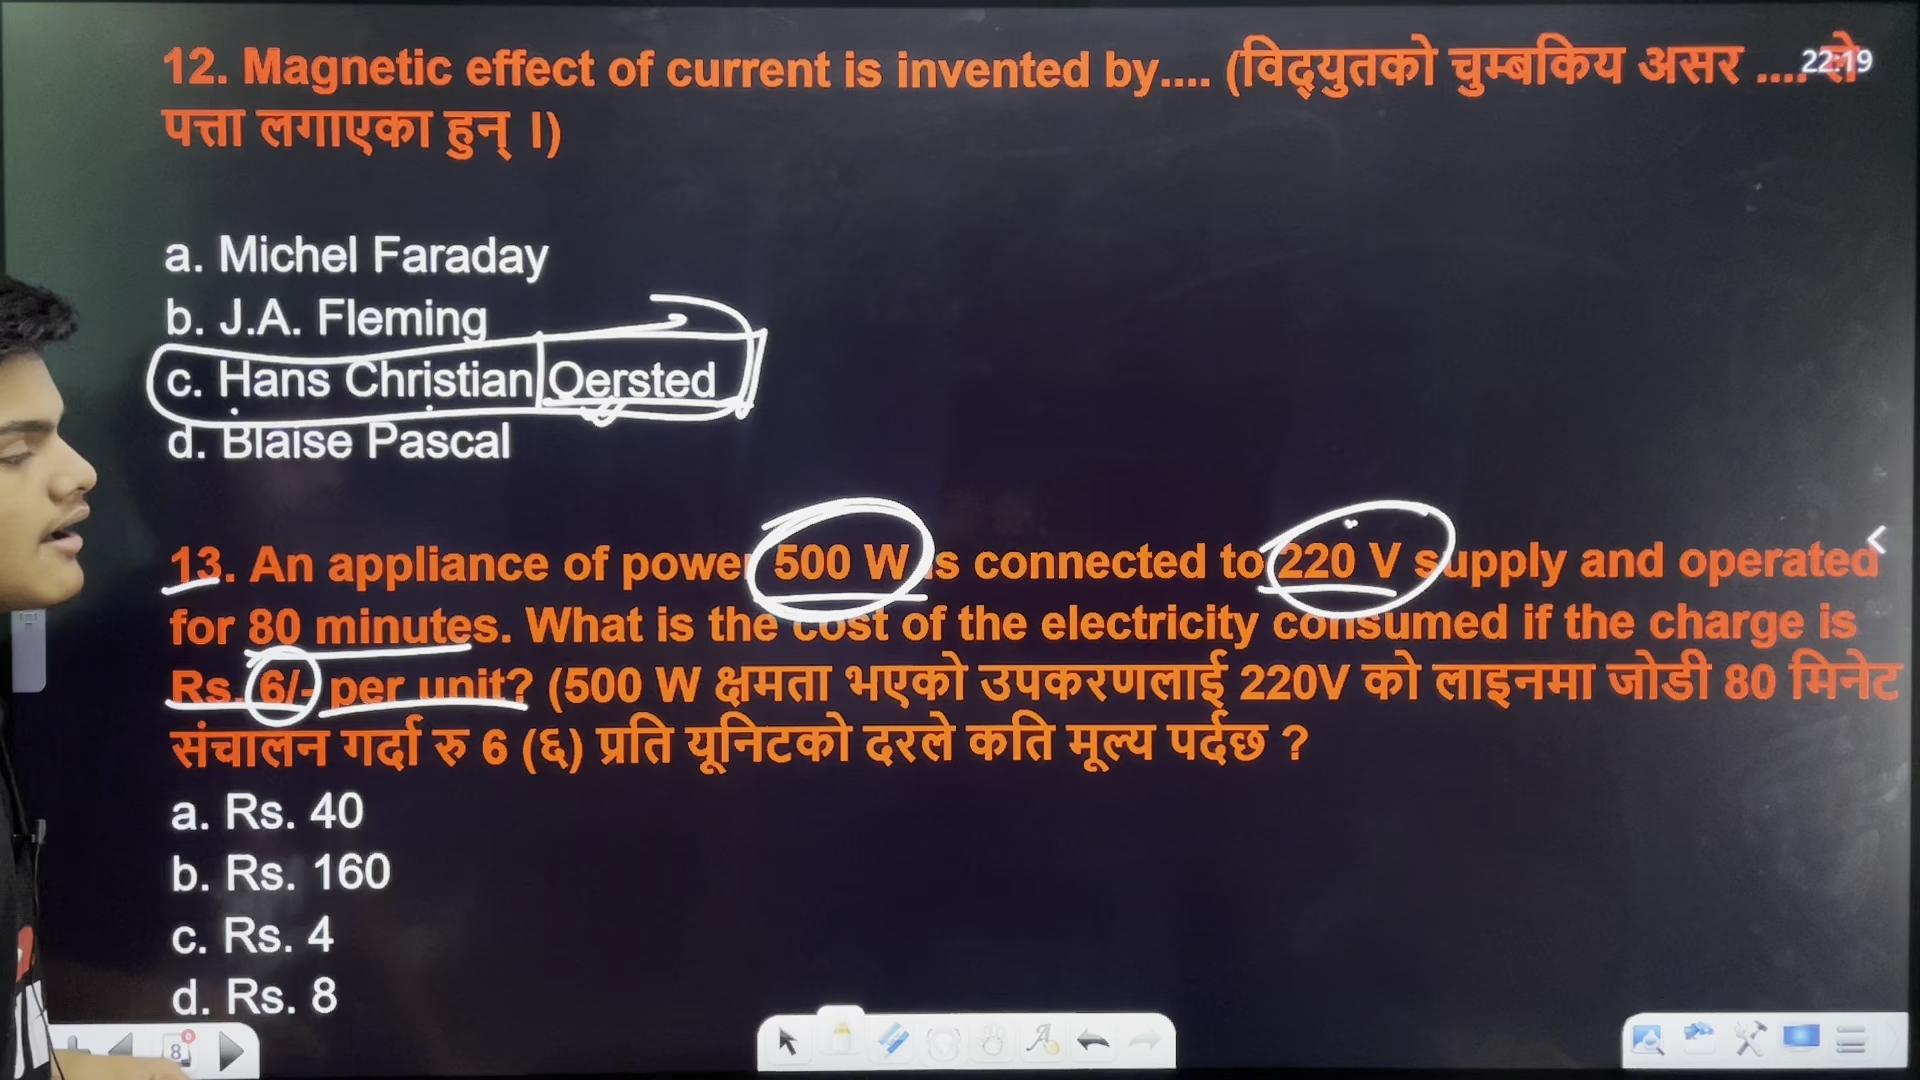 12. Magnetic effect of current is invented by.... (विद्युतको चुम्बकिय असर .... ले
22:19
पत्ता लगाएका हुन् ।)
a. Michel Faraday
b. J.A. Fleming
c. Hans Christian Oersted
d. Blaise Pascal
13. An appliance of power 500 W is connected to 220 V supply and operated
for 80 minutes. What is the cost of the electricity consumed if the charge is
Rs. 6/- per unit? (500 W क्षमता भएको उपकरणलाई 220V को लाइनमा जोडी 80 मिनेट
संचालन गर्दा रु 6 (६) प्रति यूनिटको दरले कति मूल्य पर्दछ ?
a. Rs. 40
b. Rs. 160
c. Rs. 4
d. Rs. 8
8